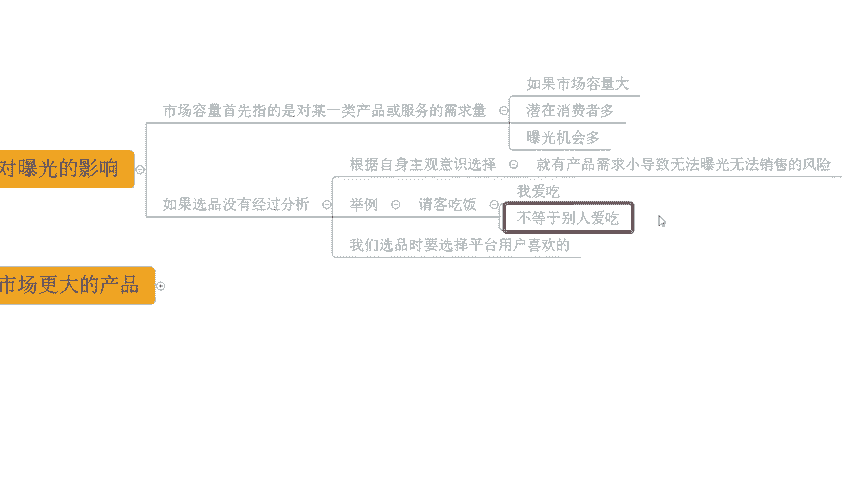 如果市场容量大
市场容量首先指的是对某一类产品或服务的需求量
潜在消费者多
曝光机会多
对曝光的影响
根据自身主观意识选择
就有产品需求小导致无法曝光无法销售的风险
如果选品没有经过分析
举例
请客吃饭
我爱吃
不等于别人爱吃
我们选品时要选择平台用户喜欢的
市场更大的产品